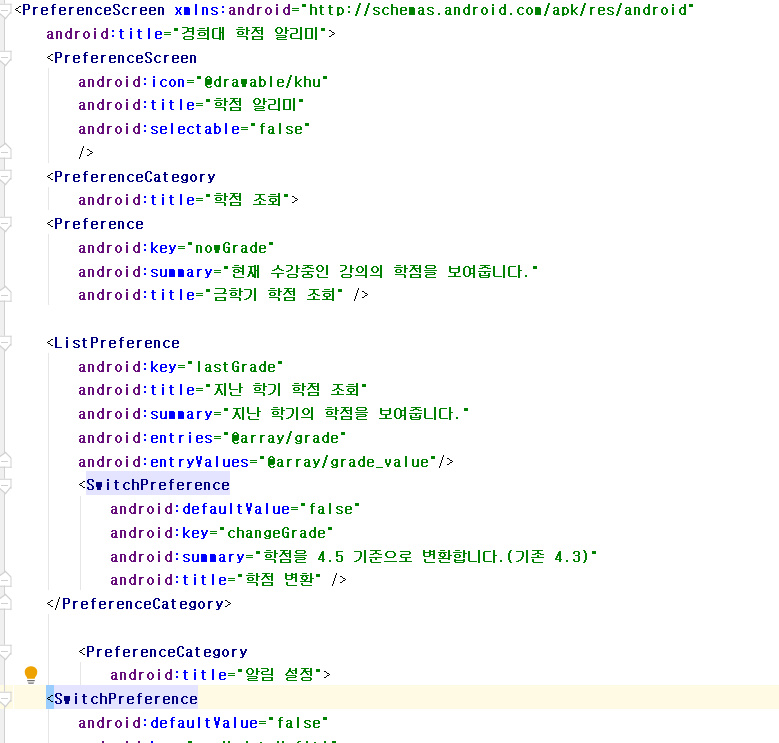 <PreferenceScreen xmlns:android="http://schemas.android.com/apk/res/android"
android:title="경희대 학점 알리미">
<PreferenceScreen
android:icon="@drawable/khu"
android:title="학점 알리미"
android:selectable="false"
/>
<PreferenceCategory
android:title="학점 조회">
<Preference
android:key="nowGrade"
android:summary="현재 수강중인 강의의 학점을 보여줍니다."
android:title="금학기 학점 조회" />
<ListPreference
android:key="lastGrade"
android:title="지난 학기 학점 조회"
android:summary="지난 학기의 학점을 보여줍니다."
android:entries="@array/grade"
android:entryValues="@array/grade_value"/>
<SwitchPreference
android:defaultValue="false"
android:key="changeGrade"
android:summary="학점을 4.5 기준으로 변환합니다.(기존 4.3)"
android:title="학점 변환" />
</PreferenceCategory>
<PreferenceCategory
android:title="알림 설정">
<SwitchPreference
android:defaultValue="false"